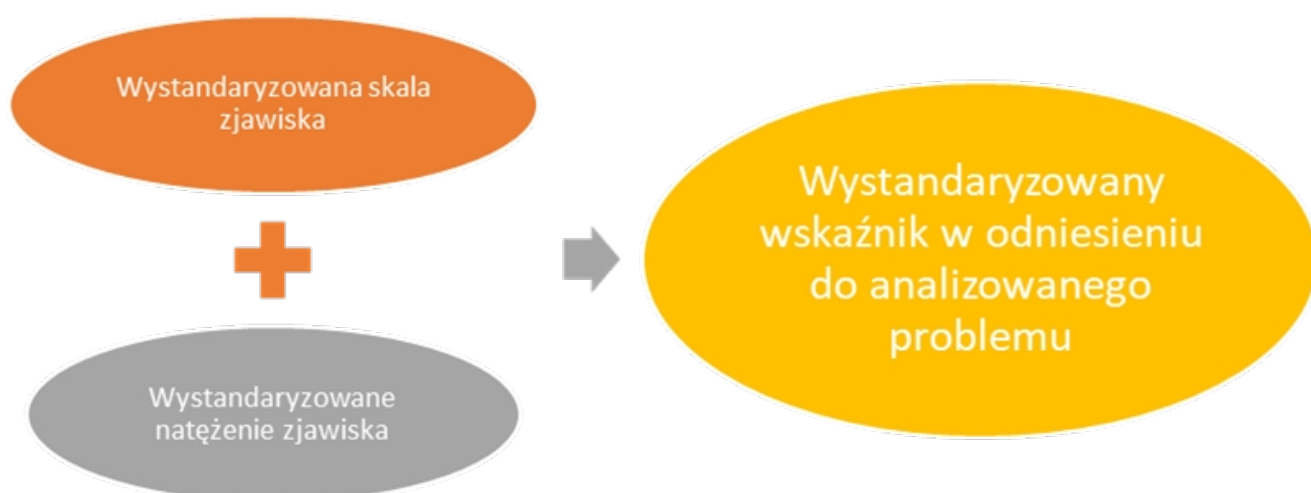 Wystandaryzowana skala
zjawiska
Wystandaryzowane
natężenie zjawiska
Wystandaryzowany
wskaźnik w odniesieniu
do analizowanego
problemu